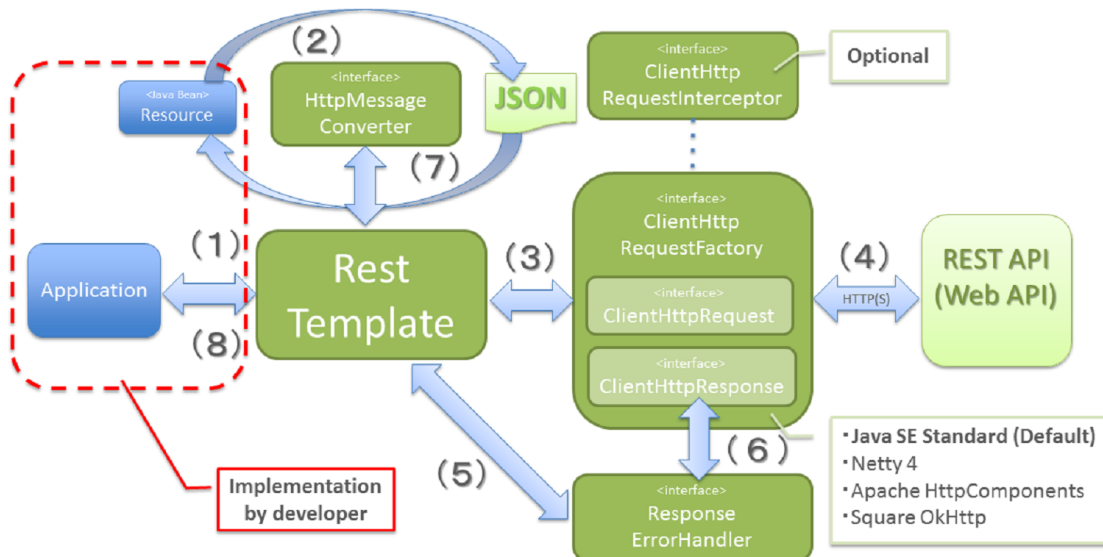 (2)
<interface>
HttpMessage
Converter
<Java Bean>
Resource
JSON
<interface>
ClientHttp
RequestInterceptor
Optional
(7)
(1)
Application
(8)
Rest
Template
(3)
<interface>
ClientHttp
RequestFactory
<interface>
ClientHttpRequest
<interface>
ClientHttpResponse
(4)
HTTP(S)
REST API
(Web API)
(5)
(6)
<interface>
Response
ErrorHandler
・Java SE Standard (Default)
・Netty 4
・Apache HttpComponents
・Square OkHttp
Implementation
by developer